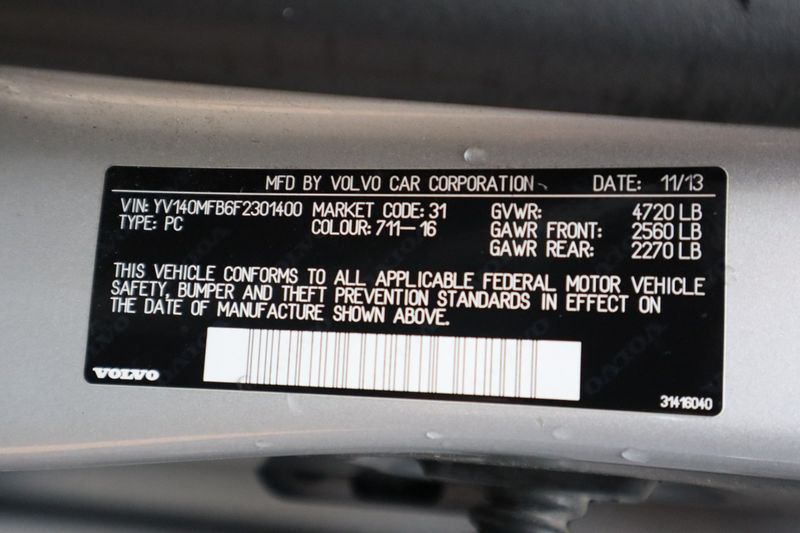 MFD BY VOLVO CAR CORPORATION DATE: 11/13
VIN: YV140MFB6F2301400 MARKET CODE: 31 GVWR: 4720 LB
TYPE: PC COLOUR: 711-16 GAWR FRONT: 2560 LB
GAWR REAR: 2270 LB
THIS VEHICLE CONFORMS TO ALL APPLICABLE FEDERAL MOTOR VEHICLE
SAFETY, BUMPER AND THEFT PREVENTION STANDARDS IN EFFECT ON
THE DATE OF MANUFACTURE SHOWN ABOVE.
VOLVO
31416040